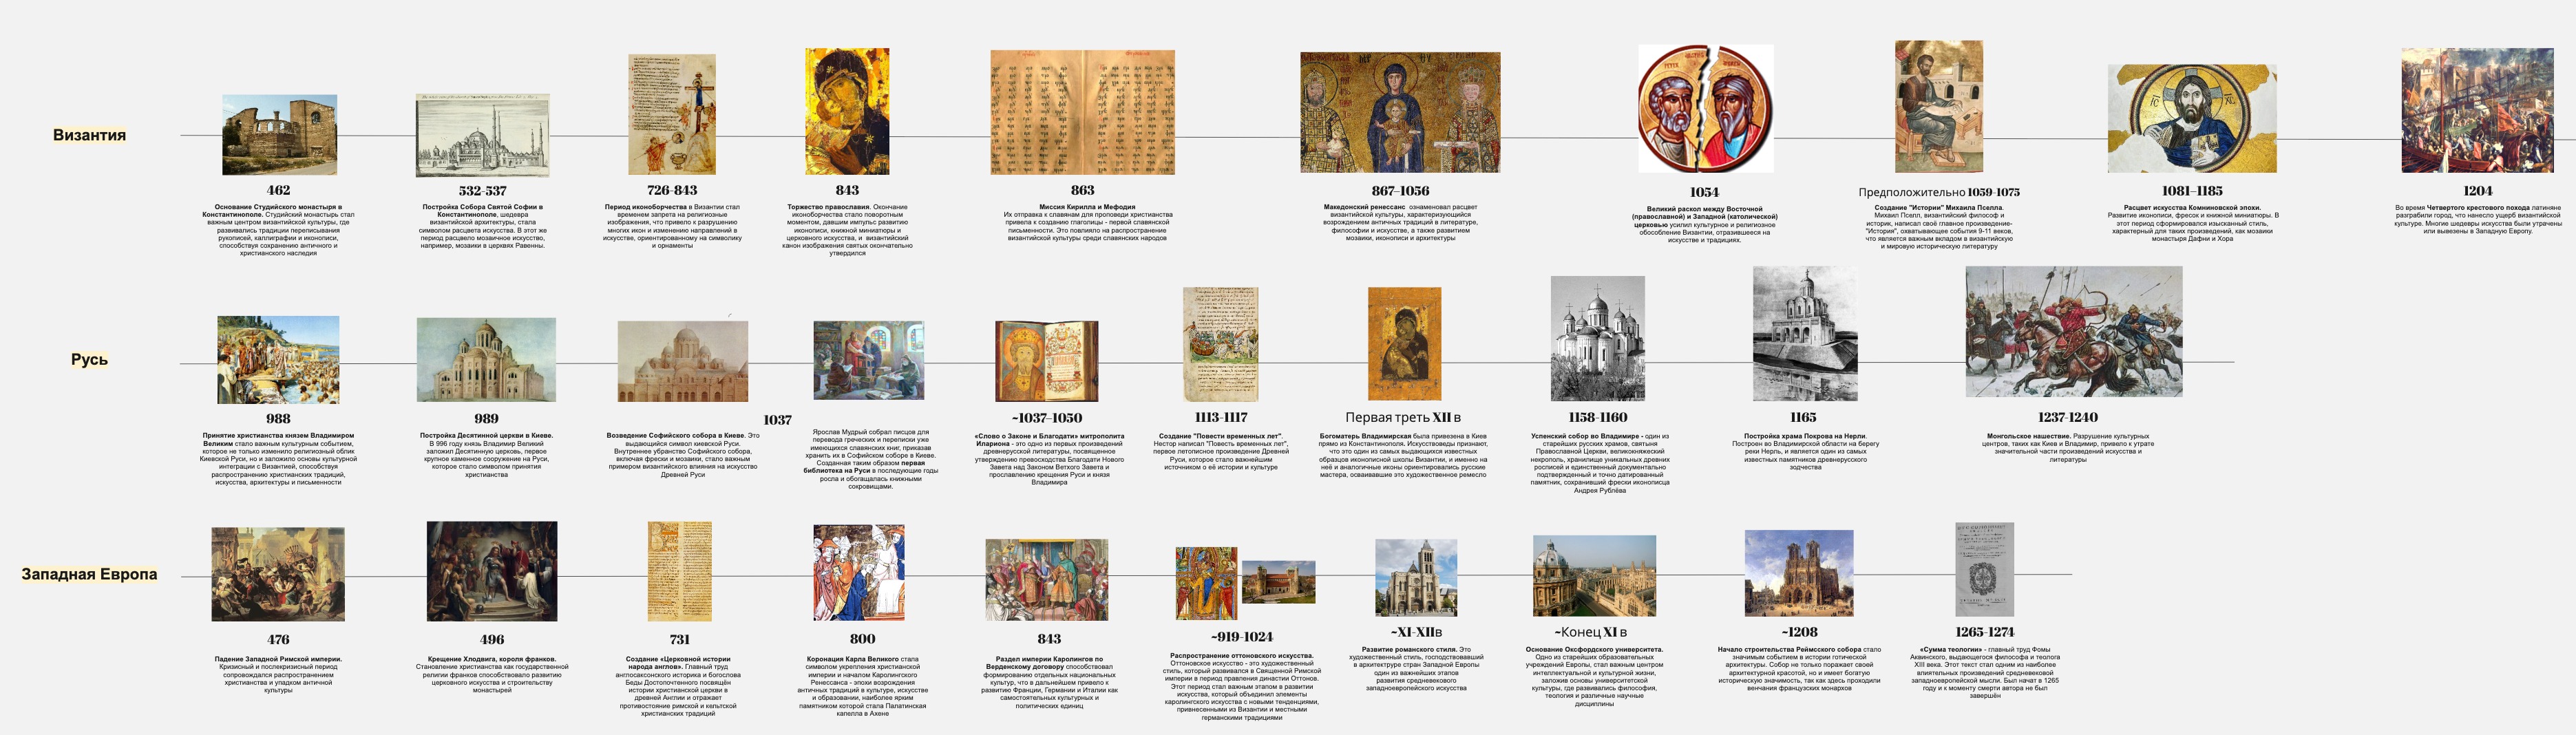 Византия
462
Основание Студийского монастыря в
Константинополе. Студийский монастырь стал
важным центром византийской культуры, где
развивались традиции переписывания
рукописей, каллиграфии и иконописи,
способствуя сохранению античного и
христианского наследия
532-537
Постройка Собора Святой Софии в
Константинополе, шедевра
византийской архитектуры, стала
символом расцвета искусства. В этот же
период расцвело мозаичное искусство,
например, мозаики в церквях Равенны.
726-843
Период иконоборчества в Византии стал
временем запрета на религиозные
изображения, что привело к разрушению
многих икон и изменению направлений в
искусстве, ориентированному на символику
и орнаменты
843
Торжество православия. Окончание
иконоборчества стало поворотным
моментом, давшим импульс развитию
иконописи, книжной миниатюры и
церковного искусства, и византийский
канон изображения святых окончательно
утвердился
863
Миссия Кирилла и Мефодия
Их отправка к славянам для проповеди христианства
привела к созданию глаголицы - первой славянской
письменности. Это повлияло на распространение
византийской культуры среди славянских народов
867–1056
Македонский ренессанс ознаменовал расцвет
византийской культуры, характеризующийся
возрождением античных традиций в литературе,
философии и искусстве, а также развитием
мозаики, иконописи и архитектуры
1054
Великий раскол между Восточной
(православной) и Западной (католической)
церковью усилил культурное и религиозное
обособление Византии, отразившееся на
искусстве и традициях.
Предположительно 1059-1075
Создание "Истории" Михаила Пселла.
Михаил Пселл, византийский философ и
историк, написал своё главное произведение-
"История", охватывающее события 9-11 веков,
что является важным вкладом в византийскую
и мировую историческую литературу
1081–1185
Расцвет искусства Комниновской эпохи.
Развитие иконописи, фресок и книжной миниатюры. В
этот период сформировался изысканный стиль,
характерный для таких произведений, как мозаики
монастыря Дафни и Хора
1204
Во время Четвертого крестового похода латиняне
разграбили город, что нанесло ущерб византийской
культуре. Многие шедевры искусства были утрачены
или вывезены в Западную Европу.
Русь
988
Принятие христианства князем Владимиром
Великим стало важным культурным событием,
которое не только изменило религиозный облик
Киевской Руси, но и заложило основы культурной
интеграции с Византией, способствуя
распространению христианских традиций,
искусства, архитектуры и письменности
989
Постройка Десятинной церкви в Киеве.
В 996 году князь Владимир Великий
заложил Десятинную церковь, первое
крупное каменное сооружение на Руси,
которое стало символом принятия
христианства
Возведение Софийского собора в Киеве. Это
выдающийся символ киевской Руси.
Внутреннее убранство Софийского собора,
включая фрески и мозаики, стало важным
примером византийского влияния на искусство
Древней Руси
1037
Ярослав Мудрый собрал писцов для
перевода греческих и переписки уже
имеющихся славянских книг, приказав
хранить их в Софийском соборе в Киеве.
Созданная таким образом первая
библиотека на Руси в последующие годы
росла и обогащалась книжными
сокровищами.
~1037–1050
«Слово о Законе и Благодати» митрополита
Илариона - это одно из первых произведений
древнерусской литературы, посвященное
утверждению превосходства Благодати Нового
Завета над Законом Ветхого Завета и
прославлению крещения Руси и князя
Владимира
1113-1117
Создание "Повести временных лет".
Нестор написал "Повесть временных лет",
первое летописное произведение Древней
Руси, которое стало важнейшим
источником о её истории и культуре
Первая треть XII в
Богоматерь Владимирская была привезена в Киев
прямо из Константинополя. Искусствоведы признают,
что это один из самых выдающихся известных
образцов иконописной школы Византии, и именно на
неё и аналогичные иконы ориентировались русские
мастера, осваивавшие это художественное ремесло
1158-1160
Успенский собор во Владимире - один из
старейших русских храмов, святыня
Православной Церкви, великокняжеский
некрополь, хранилище уникальных древних
росписей и единственный документально
подтвержденный и точно датированный
памятник, сохранивший фрески иконописца
Андрея Рублёва
1165
Постройка храма Покрова на Нерли.
Построен во Владимирской области на берегу
реки Нерль, и является один из самых
известных памятников древнерусского
зодчества
1237-1240
Монгольское нашествие. Разрушение культурных
центров, таких как Киев и Владимир, привело к утрате
значительной части произведений искусства и
литературы
Западная Европа
476
Падение Западной Римской империи.
Кризисный и послекризисный период
сопровождался распространением
христианства и упадком античной
культуры
496
Крещение Хлодвига, короля франков.
Становление христианства как государственной
религии франков способствовало развитию
церковного искусства и строительству
монастырей
731
Создание «Церковной истории
народа англов». Главный труд
англосаксонского историка и богослова
Беды Достопочтенного посвящён
истории христианской церкви в
древней Англии и отражает
противостояние римской и кельтской
христианских традиций
800
Коронация Карла Великого стала
символом укрепления христианской
империи и началом Каролингского
Ренессанса - эпохи возрождения
античных традиций в культуре, искусстве
и образовании, наиболее ярким
памятником которой стала Палатинская
капелла в Ахене
843
Раздел империи Каролингов по
Верденскому договору способствовал
формированию отдельных национальных
культур, что в дальнейшем привело к
развитию Франции, Германии и Италии как
самостоятельных культурных и
политических единиц
~919-1024
Распространение оттоновского искусства.
Оттоновское искусство - это художественный
стиль, который развивался в Священной Римской
империи в период правления династии Оттонов.
Этот период стал важным этапом в развитии
искусства, который объединил элементы
каролингского искусства с новыми тенденциями,
привнесенными из Византии и местными
германскими традициями
~XI-XIIв
Развитие романского стиля. Это
художественный стиль, господствовавший
в архитектуре стран Западной Европы
один из важнейших этапов
развития средневекового
западноевропейского искусства
~Конец XI в
Основание Оксфордского университета.
Одно из старейших образовательных
учреждений Европы, стал важным центром
интеллектуальной и культурной жизни,
заложив основы университетской
культуры, где развивались философия,
теология и различные научные
дисциплины
~1208
Начало строительства Реймсского собора стало
значимым событием в истории готической
архитектуры. Собор не только поражает своей
архитектурной красотой, но и имеет богатую
историческую значимость, так как здесь проходили
венчания французских монархов
1265-1274
«Сумма теологии» - главный труд Фомы
Аквинского, выдающегося философа и теолога
XIII века. Этот текст стал одним из наиболее
влиятельных произведений средневековой
западноевропейской мысли. Был начат в 1265
году и к моменту смерти автора не был
завершён